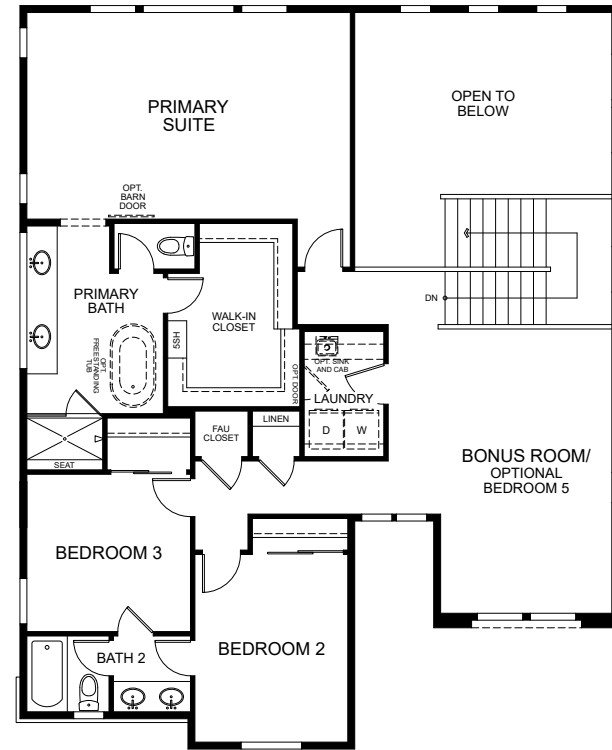 PRIMARY
SUITE
OPEN TO
BELOW
OPT.
BARN
DOOR
PRIMARY
BATH
WALK-IN
CLOSET
DN
5SH
OPT.
FREESTANDING
TUB
OPT DOOR
OPT. SINK
AND CAB
LAUNDRY
D
W
FAU
CLOSET
LINEN
SEAT
BONUS ROOM/
OPTIONAL
BEDROOM 5
BEDROOM 3
BATH 2
BEDROOM 2